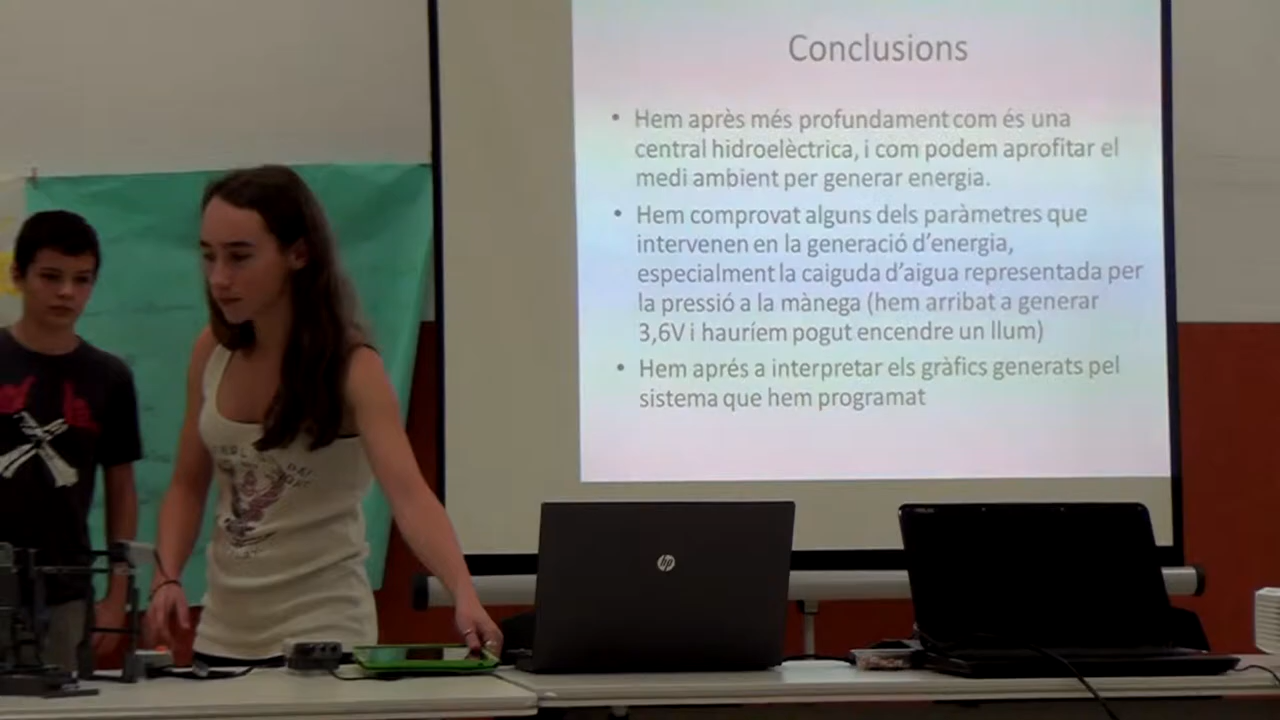 Conclusions
• Hem après més profundament com és una
central hidroelèctrica, i com podem aprofitar el
medi ambient per generar energia.
• Hem comprovat alguns dels paràmetres que
intervenen en la generació d'energia,
especialment la caiguda d'aigua representada per
la pressió a la mànega (hem arribat a generar
3,6V i hauríem pogut encendre un llum)
• Hem aprés a interpretar els gràfics generats pel
sistema que hem programat
hp
ASUS